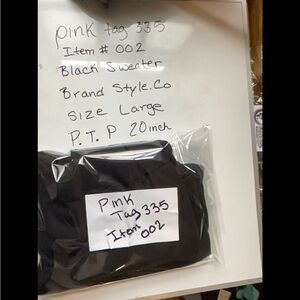 Pink tag 335
Item # 002
Black Sweater
Brand Style.Co
Size Large
P.T.P 20inch
Pink
Tag 335
Item 002